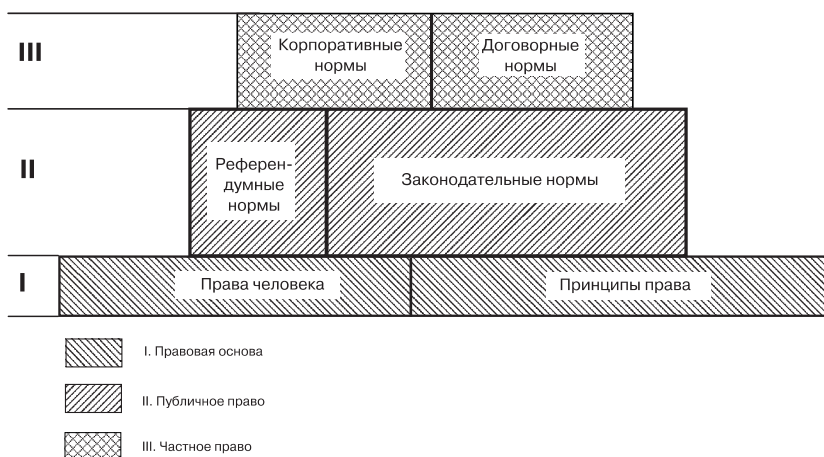 III
Корпоративные
нормы
Договорные
нормы
II
Референ-
думные
нормы
Законодательные нормы
I
Права человека
Принципы права
I. Правовая основа
II. Публичное право
III. Частное право